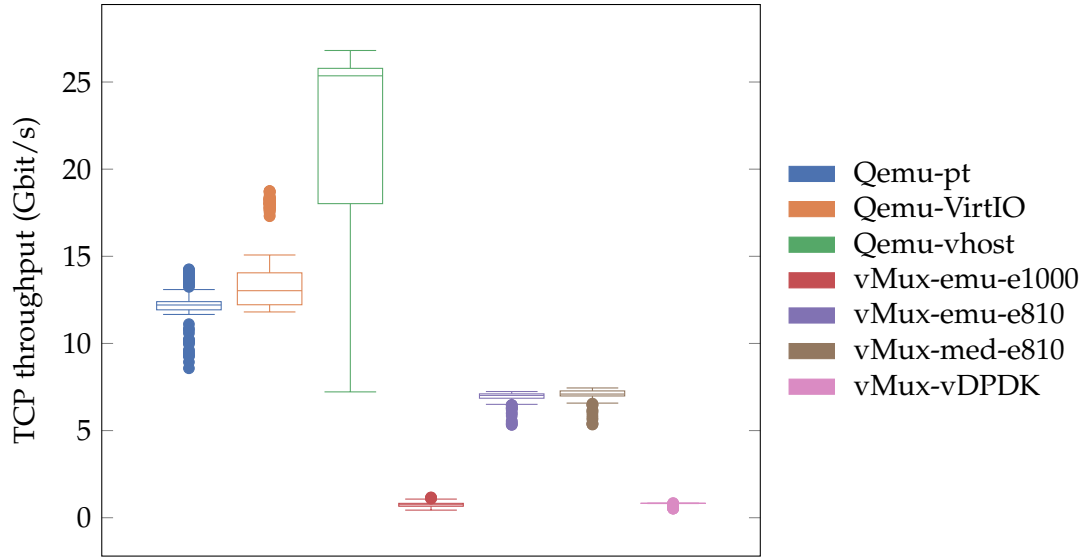 TCP throughput (Gbit/s)
25
20
15
10
5
0
Qemu-pt
Qemu-VirtIO
Qemu-vhost
vMux-emu-e1000
vMux-emu-e810
vMux-med-e810
vMux-vDPDK